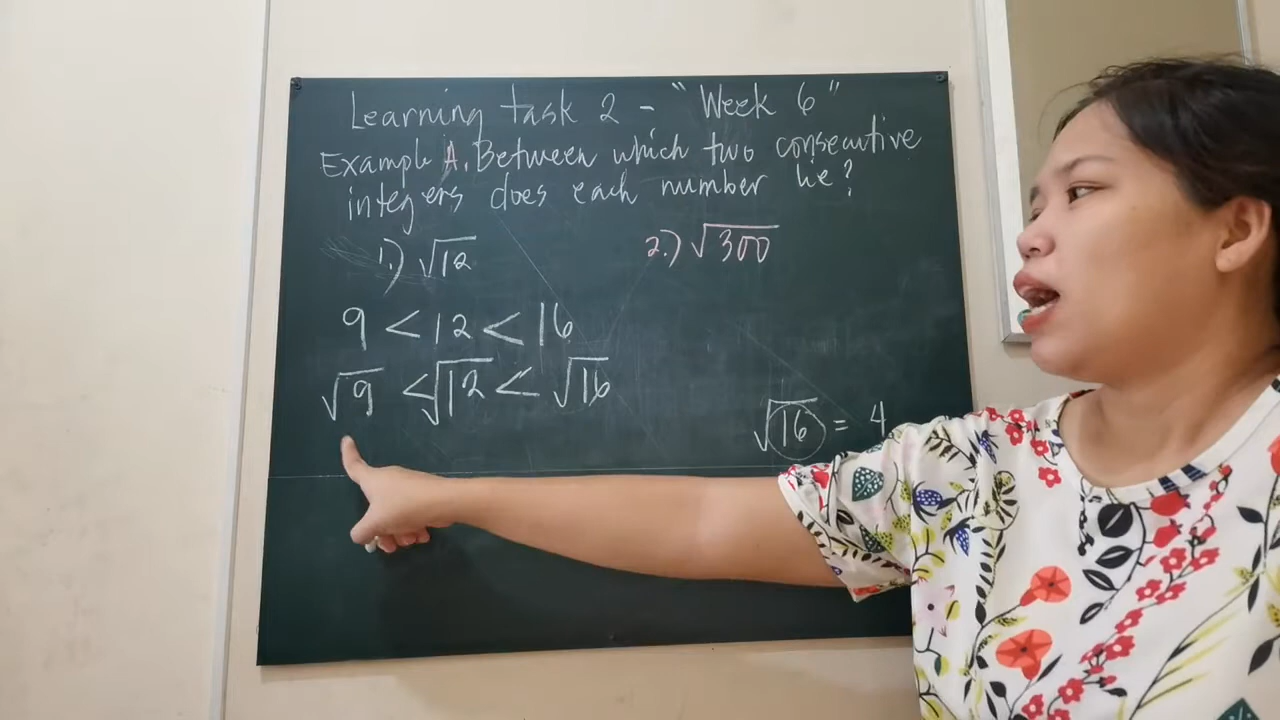 Learning task 2 - "Week 6"
Example A. Between which two consecutive
integers does each number lie?
1.) √12
2.) √300
9 < 12 < 16
√9 < √12 < √16
√16 = 4